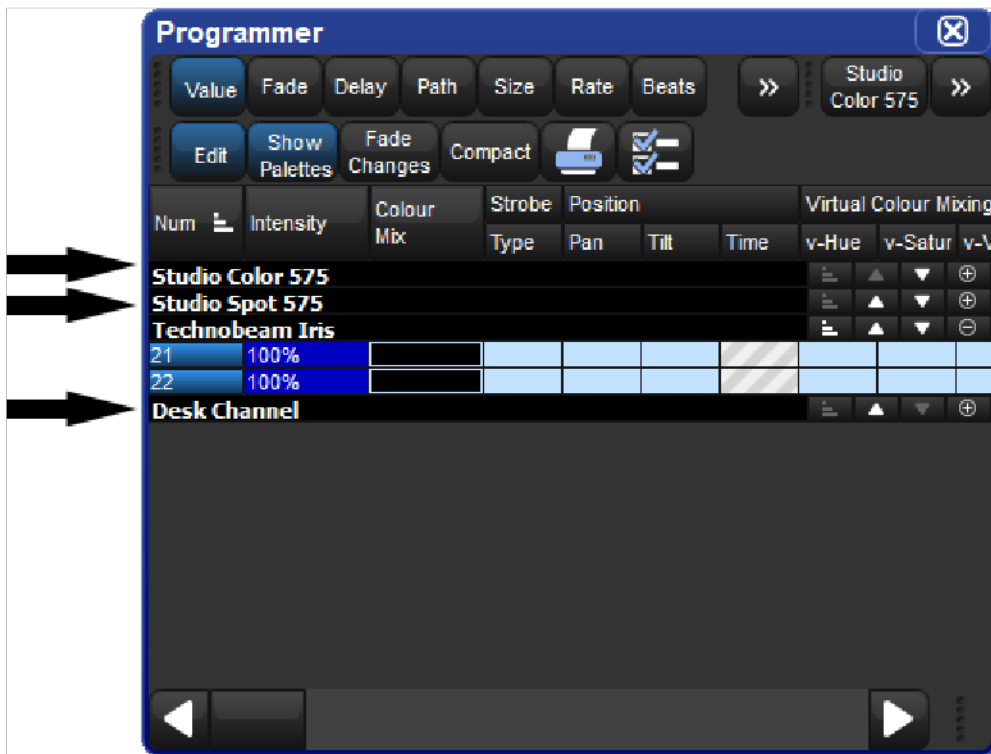 Programmer
Value Fade Delay Path Size Rate Beats » Studio Color 575 »
Edit Show Palettes Fade Changes Compact
Num Intensity Colour Mix Strobe Position Virtual Colour Mixing
Type Pan Tilt Time v-Hue v-Satur v-V
Studio Color 575
Studio Spot 575
Technobeam Iris
21 100%
22 100%
Desk Channel